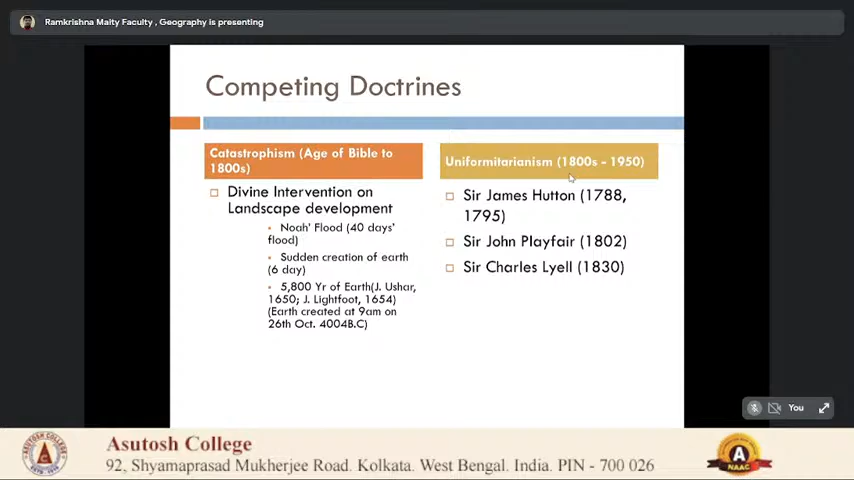 Ramkrishna Maity Faculty , Geography is presenting
Competing Doctrines
Catastrophism (Age of Bible to
1800s)
Divine Intervention on
Landscape development
Noah' Flood (40 days'
flood)
Sudden creation of earth
(6 day)
5,800 Yr of Earth(J. Ushar,
1650; J. Lightfoot, 1654)
(Earth created at 9am on
26th Oct. 4004B.C)
Uniformitarianism (1800s - 1950)
Sir James Hutton (1788,
1795)
Sir John Playfair (1802)
Sir Charles Lyell (1830)
You
Asutosh College
92, Shyamaprasad Mukherjee Road. Kolkata. West Bengal. India. PIN - 700 026
A
NAAC